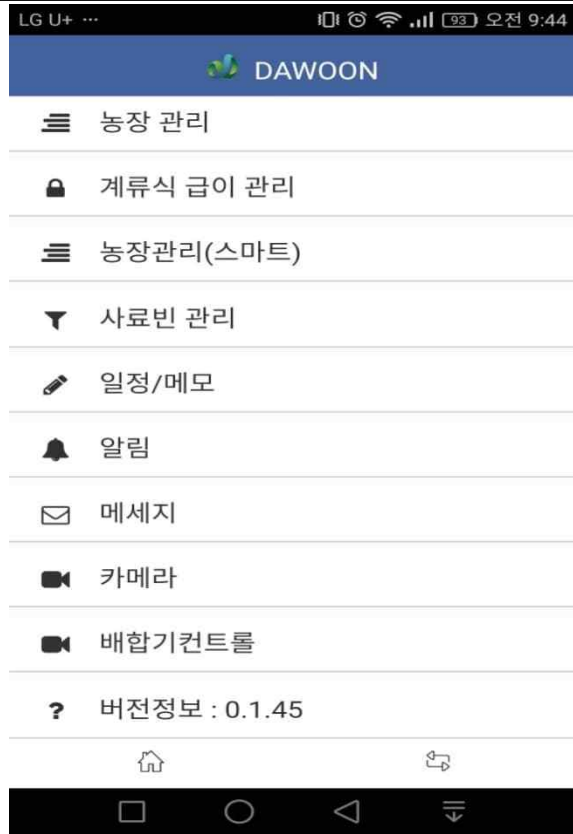 LG U+ ··· 93 오전 9:44
DAWOON
농장 관리
계류식 급이 관리
농장관리(스마트)
사료빈 관리
일정/메모
알림
메세지
카메라
배합기컨트롤
? 버전정보 : 0.1.45